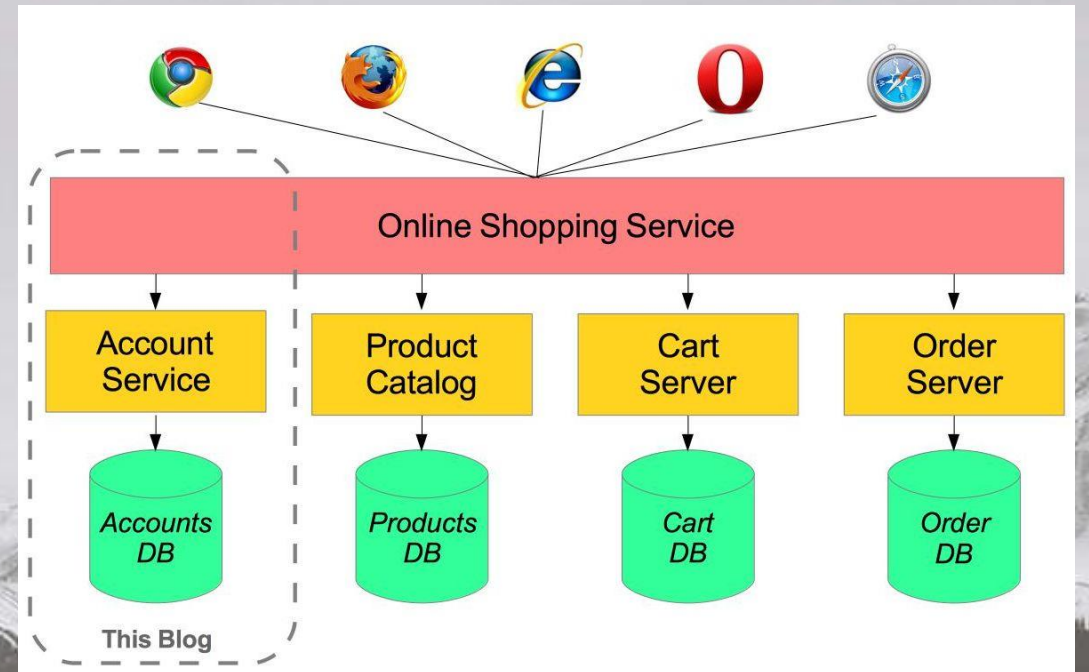 Online Shopping Service
Account
Service
Product
Catalog
Cart
Server
Order
Server
Accounts
DB
Products
DB
Cart
DB
Order
DB
This Blog